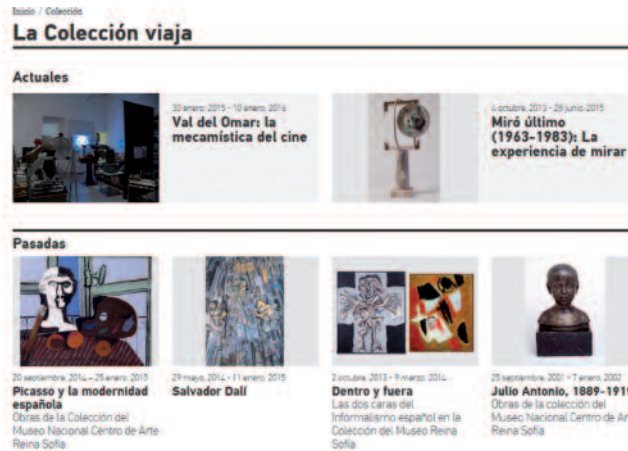 Inicio / Colección
La Colección viaja
Actuales
30 enero, 2015 - 10 enero, 2016
Val del Omar: la
mecamística del cine
4 octubre, 2013 - 28 junio, 2015
Miró último
(1963-1983): La
experiencia de mirar
Pasadas
20 septiembre, 2014 - 25 enero, 2015
Picasso y la modernidad
española
Obras de la Colección del
Museo Nacional Centro de Arte
Reina Sofía
29 mayo, 2014 - 11 enero, 2015
Salvador Dalí
2 octubre, 2013 - 9 marzo, 2014
Dentro y fuera
Las dos caras del
Informalismo español en la
Colección del Museo Reina
Sofía
25 septiembre, 2001 - 7 enero, 2002
Julio Antonio, 1889-1919
Obras de la colección del
Museo Nacional Centro de Ar
Reina Sofía